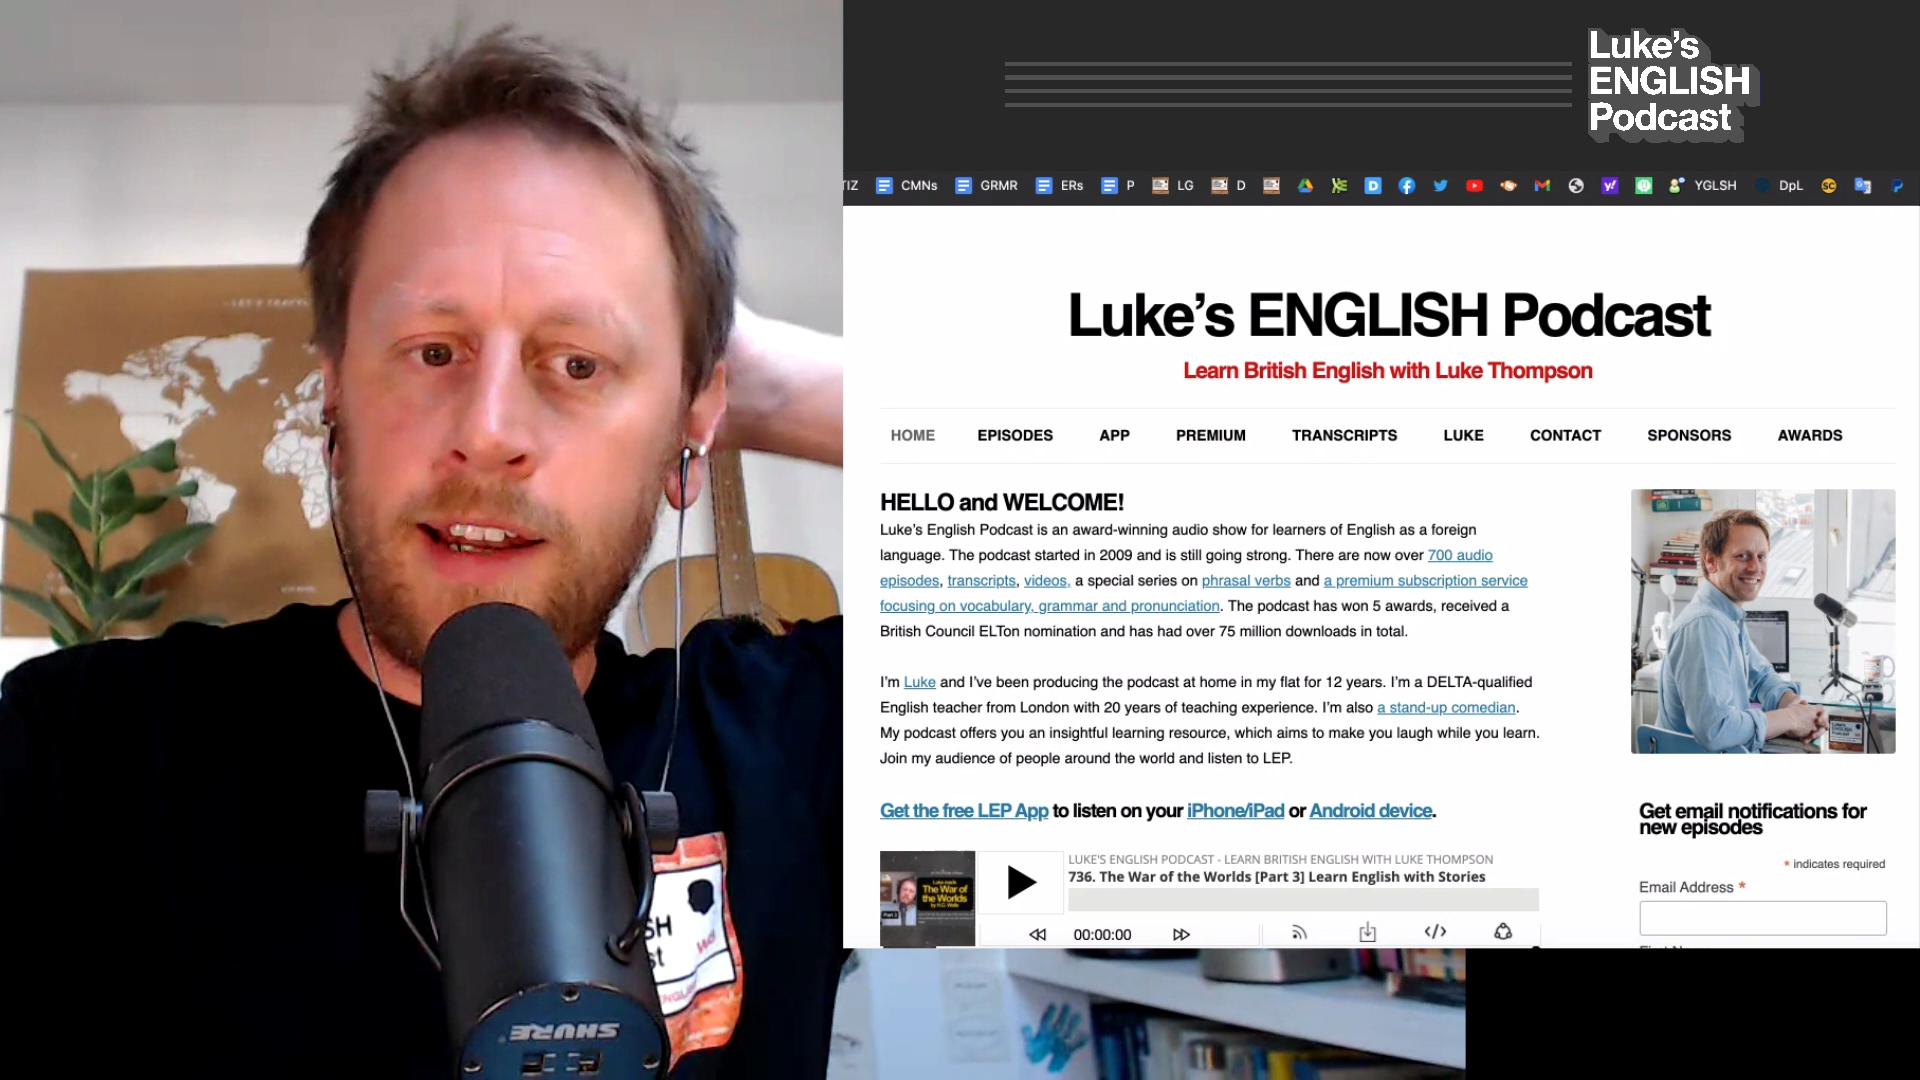 Luke's
ENGLISH
Podcast
CMNs GRMR ERs P LG D YGLSH DpL
Luke's ENGLISH Podcast
Learn British English with Luke Thompson
HOME EPISODES APP PREMIUM TRANSCRIPTS LUKE CONTACT SPONSORS AWARDS
HELLO and WELCOME!
Luke's English Podcast is an award-winning audio show for learners of English as a foreign
language. The podcast started in 2009 and is still going strong. There are now over 700 audio
episodes, transcripts, videos, a special series on phrasal verbs and a premium subscription service
focusing on vocabulary, grammar and pronunciation. The podcast has won 5 awards, received a
British Council ELTon nomination and has had over 75 million downloads in total.
I'm Luke and I've been producing the podcast at home in my flat for 12 years. I'm a DELTA-qualified
English teacher from London with 20 years of teaching experience. I'm also a stand-up comedian.
My podcast offers you an insightful learning resource, which aims to make you laugh while you learn.
Join my audience of people around the world and listen to LEP.
Get the free LEP App to listen on your iPhone/iPad or Android device.
LUKE'S ENGLISH PODCAST - LEARN BRITISH ENGLISH WITH LUKE THOMPSON
736. The War of the Worlds [Part 3] Learn English with Stories
00:00:00
The War of
the Worlds
Part 3
Get email notifications for
new episodes
* indicates required
Email Address *
SHURE